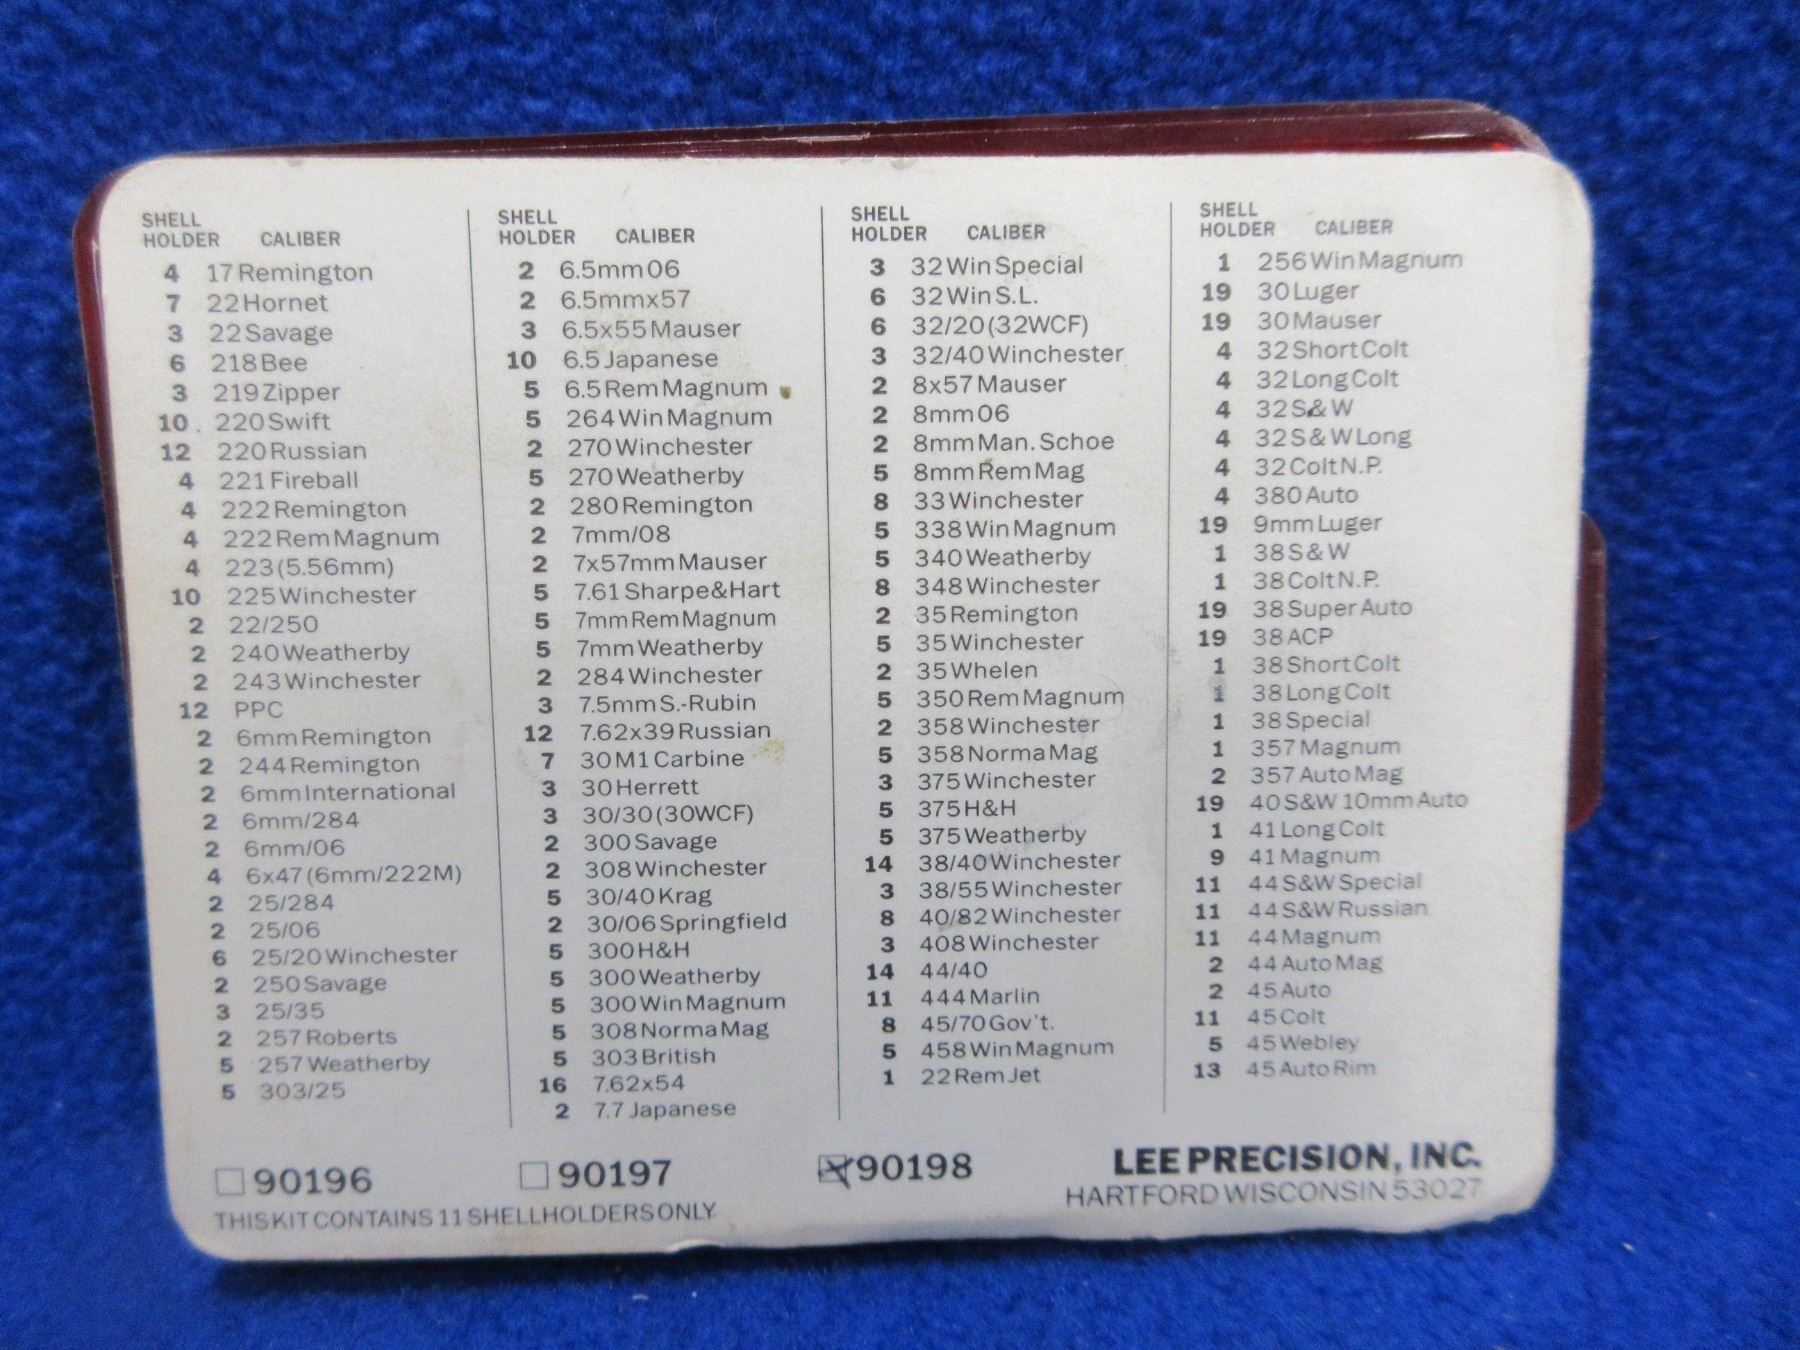 SHELL
HOLDER CALIBER
4 17 Remington
7 22 Hornet
3 22 Savage
6 218 Bee
3 219 Zipper
10 220 Swift
12 220 Russian
4 221 Fireball
4 222 Remington
4 222 Rem Magnum
4 223 (5.56mm)
10 225 Winchester
2 22/250
2 240 Weatherby
2 243 Winchester
12 PPC
2 6mm Remington
2 244 Remington
2 6mm International
2 6mm/284
2 6mm/06
4 6x47 (6mm/222M)
2 25/284
2 25/06
6 25/20 Winchester
2 250 Savage
3 25/35
2 257 Roberts
5 257 Weatherby
5 303/25
SHELL
HOLDER CALIBER
2 6.5mm 06
2 6.5mmx57
3 6.5x55 Mauser
10 6.5 Japanese
5 6.5 Rem Magnum
5 264 Win Magnum
2 270 Winchester
5 270 Weatherby
2 280 Remington
2 7mm/08
2 7x57mm Mauser
5 7.61 Sharpe&Hart
5 7mm Rem Magnum
5 7mm Weatherby
2 284 Winchester
3 7.5mm S.-Rubin
12 7.62x39 Russian
7 30 M1 Carbine
3 30 Herrett
3 30/30 (30WCF)
2 300 Savage
2 308 Winchester
5 30/40 Krag
2 30/06 Springfield
5 300 H&H
5 300 Weatherby
5 300 Win Magnum
5 308 Norma Mag
5 303 British
16 7.62x54
2 7.7 Japanese
SHELL
HOLDER CALIBER
3 32 Win Special
6 32 Win S.L.
6 32/20 (32WCF)
3 32/40 Winchester
2 8x57 Mauser
2 8mm 06
2 8mm Man. Schoe
5 8mm Rem Mag
8 33 Winchester
5 338 Win Magnum
5 340 Weatherby
8 348 Winchester
2 35 Remington
5 35 Winchester
2 35 Whelen
5 350 Rem Magnum
2 358 Winchester
5 358 Norma Mag
3 375 Winchester
5 375 H&H
5 375 Weatherby
14 38/40 Winchester
3 38/55 Winchester
8 40/82 Winchester
3 408 Winchester
14 44/40
11 444 Marlin
8 45/70 Gov't.
5 458 Win Magnum
1 22 Rem Jet
SHELL
HOLDER CALIBER
1 256 Win Magnum
19 30 Luger
19 30 Mauser
4 32 Short Colt
4 32 Long Colt
4 32 S&W
4 32 S&W Long
4 32 Colt N.P.
4 380 Auto
19 9mm Luger
1 38 S&W
1 38 Colt N.P.
19 38 Super Auto
19 38 ACP
1 38 Short Colt
1 38 Long Colt
1 38 Special
1 357 Magnum
2 357 Auto Mag
19 40 S&W 10mm Auto
1 41 Long Colt
9 41 Magnum
11 44 S&W Special
11 44 S&W Russian
11 44 Magnum
2 44 Auto Mag
2 45 Auto
11 45 Colt
5 45 Webley
13 45 Auto Rim
90196 90197 90198
THIS KIT CONTAINS 11 SHELL HOLDERS ONLY
LEE PRECISION, INC.
HARTFORD WISCONSIN 53027